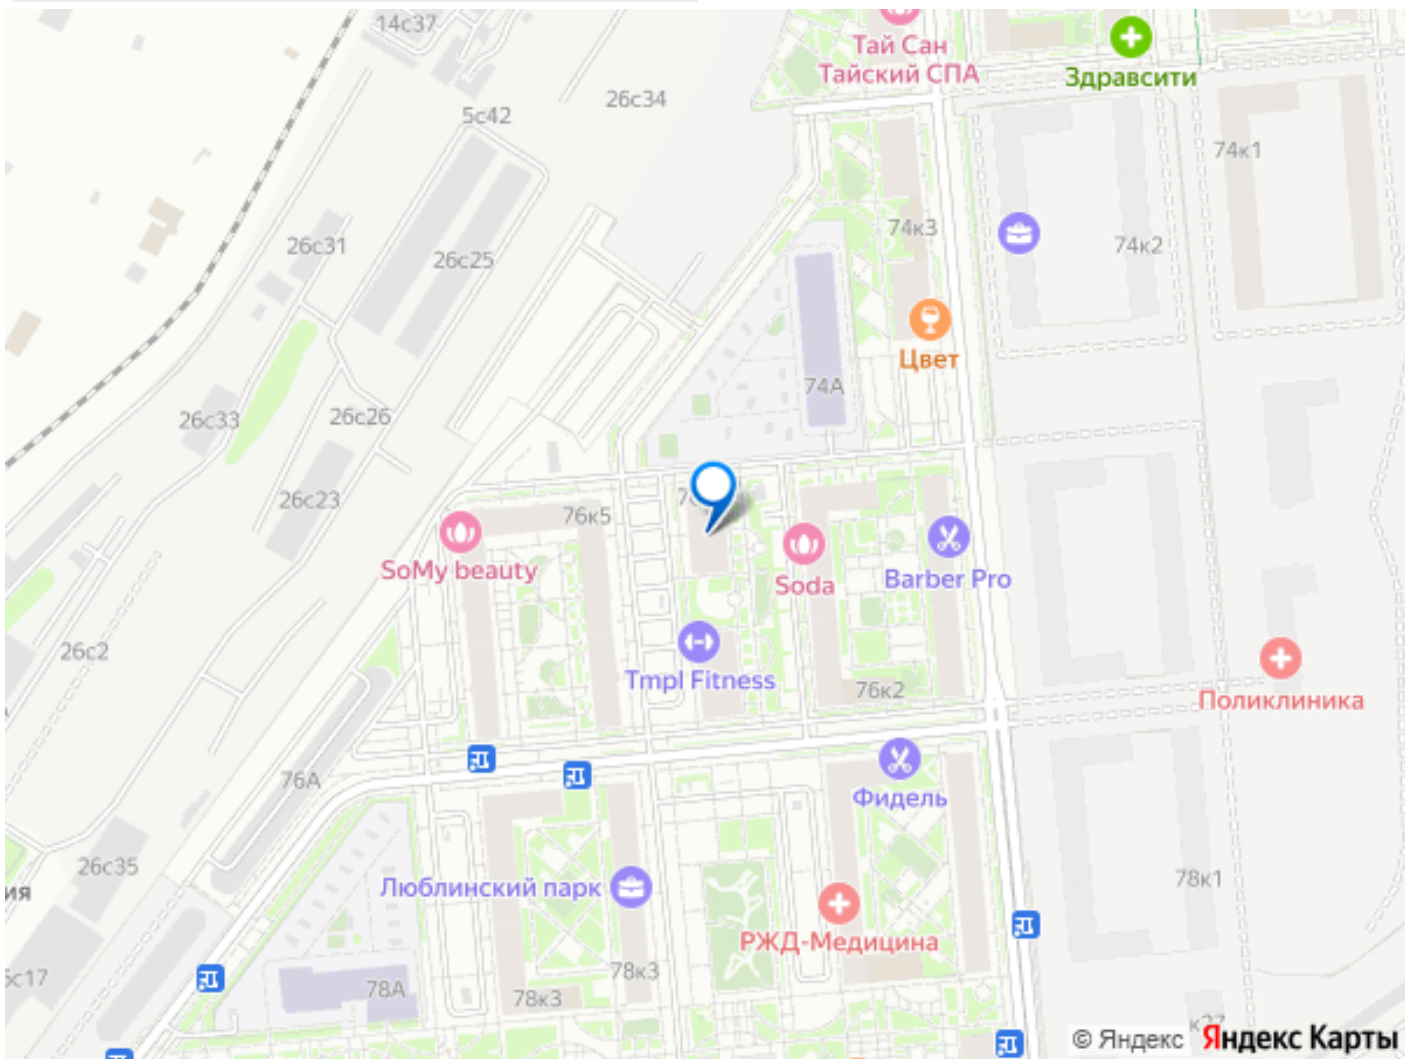 14с37
Тай Сан
Тайский СПА
Здравсити
26с34
5с42
74к1
74к3
74к2
26с31
26с25
Цвет
74А
26с33
26с26
26с23
76к5
SoMy beauty
Soda
Barber Pro
26с2
Tmpl Fitness
76к2
Поликлиника
76А
Фидель
26с35
78к1
Люблинский парк
РЖД-Медицина
78к3
78А
78к3
© Яндекс
Яндекс Карты